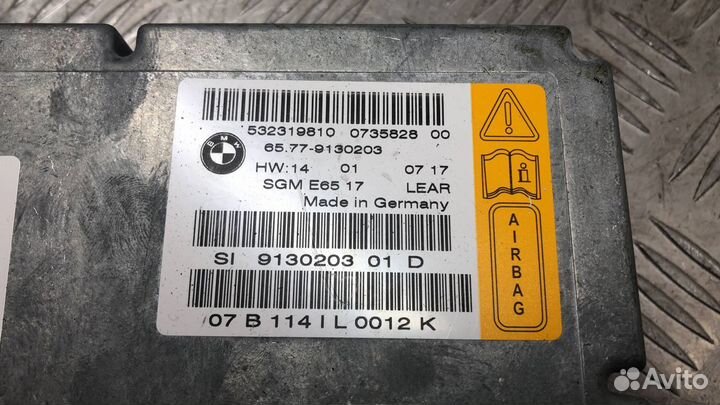 532319810 0735828 00
65.77-9130203
BMW
HW:14 01 07 17
SGM E65 17 LEAR
Made in Germany
SI 9130203 01 D
07 B 114 I L 0012 K
AIRBAG
Avito